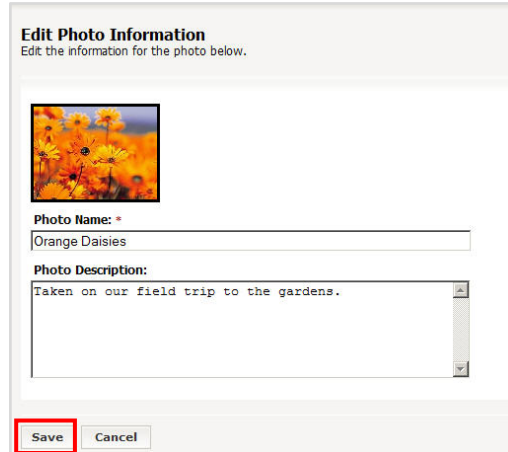 Edit Photo Information
Edit the information for the photo below.
Photo Name: *
Orange Daisies
Photo Description:
Taken on our field trip to the gardens.
Save Cancel